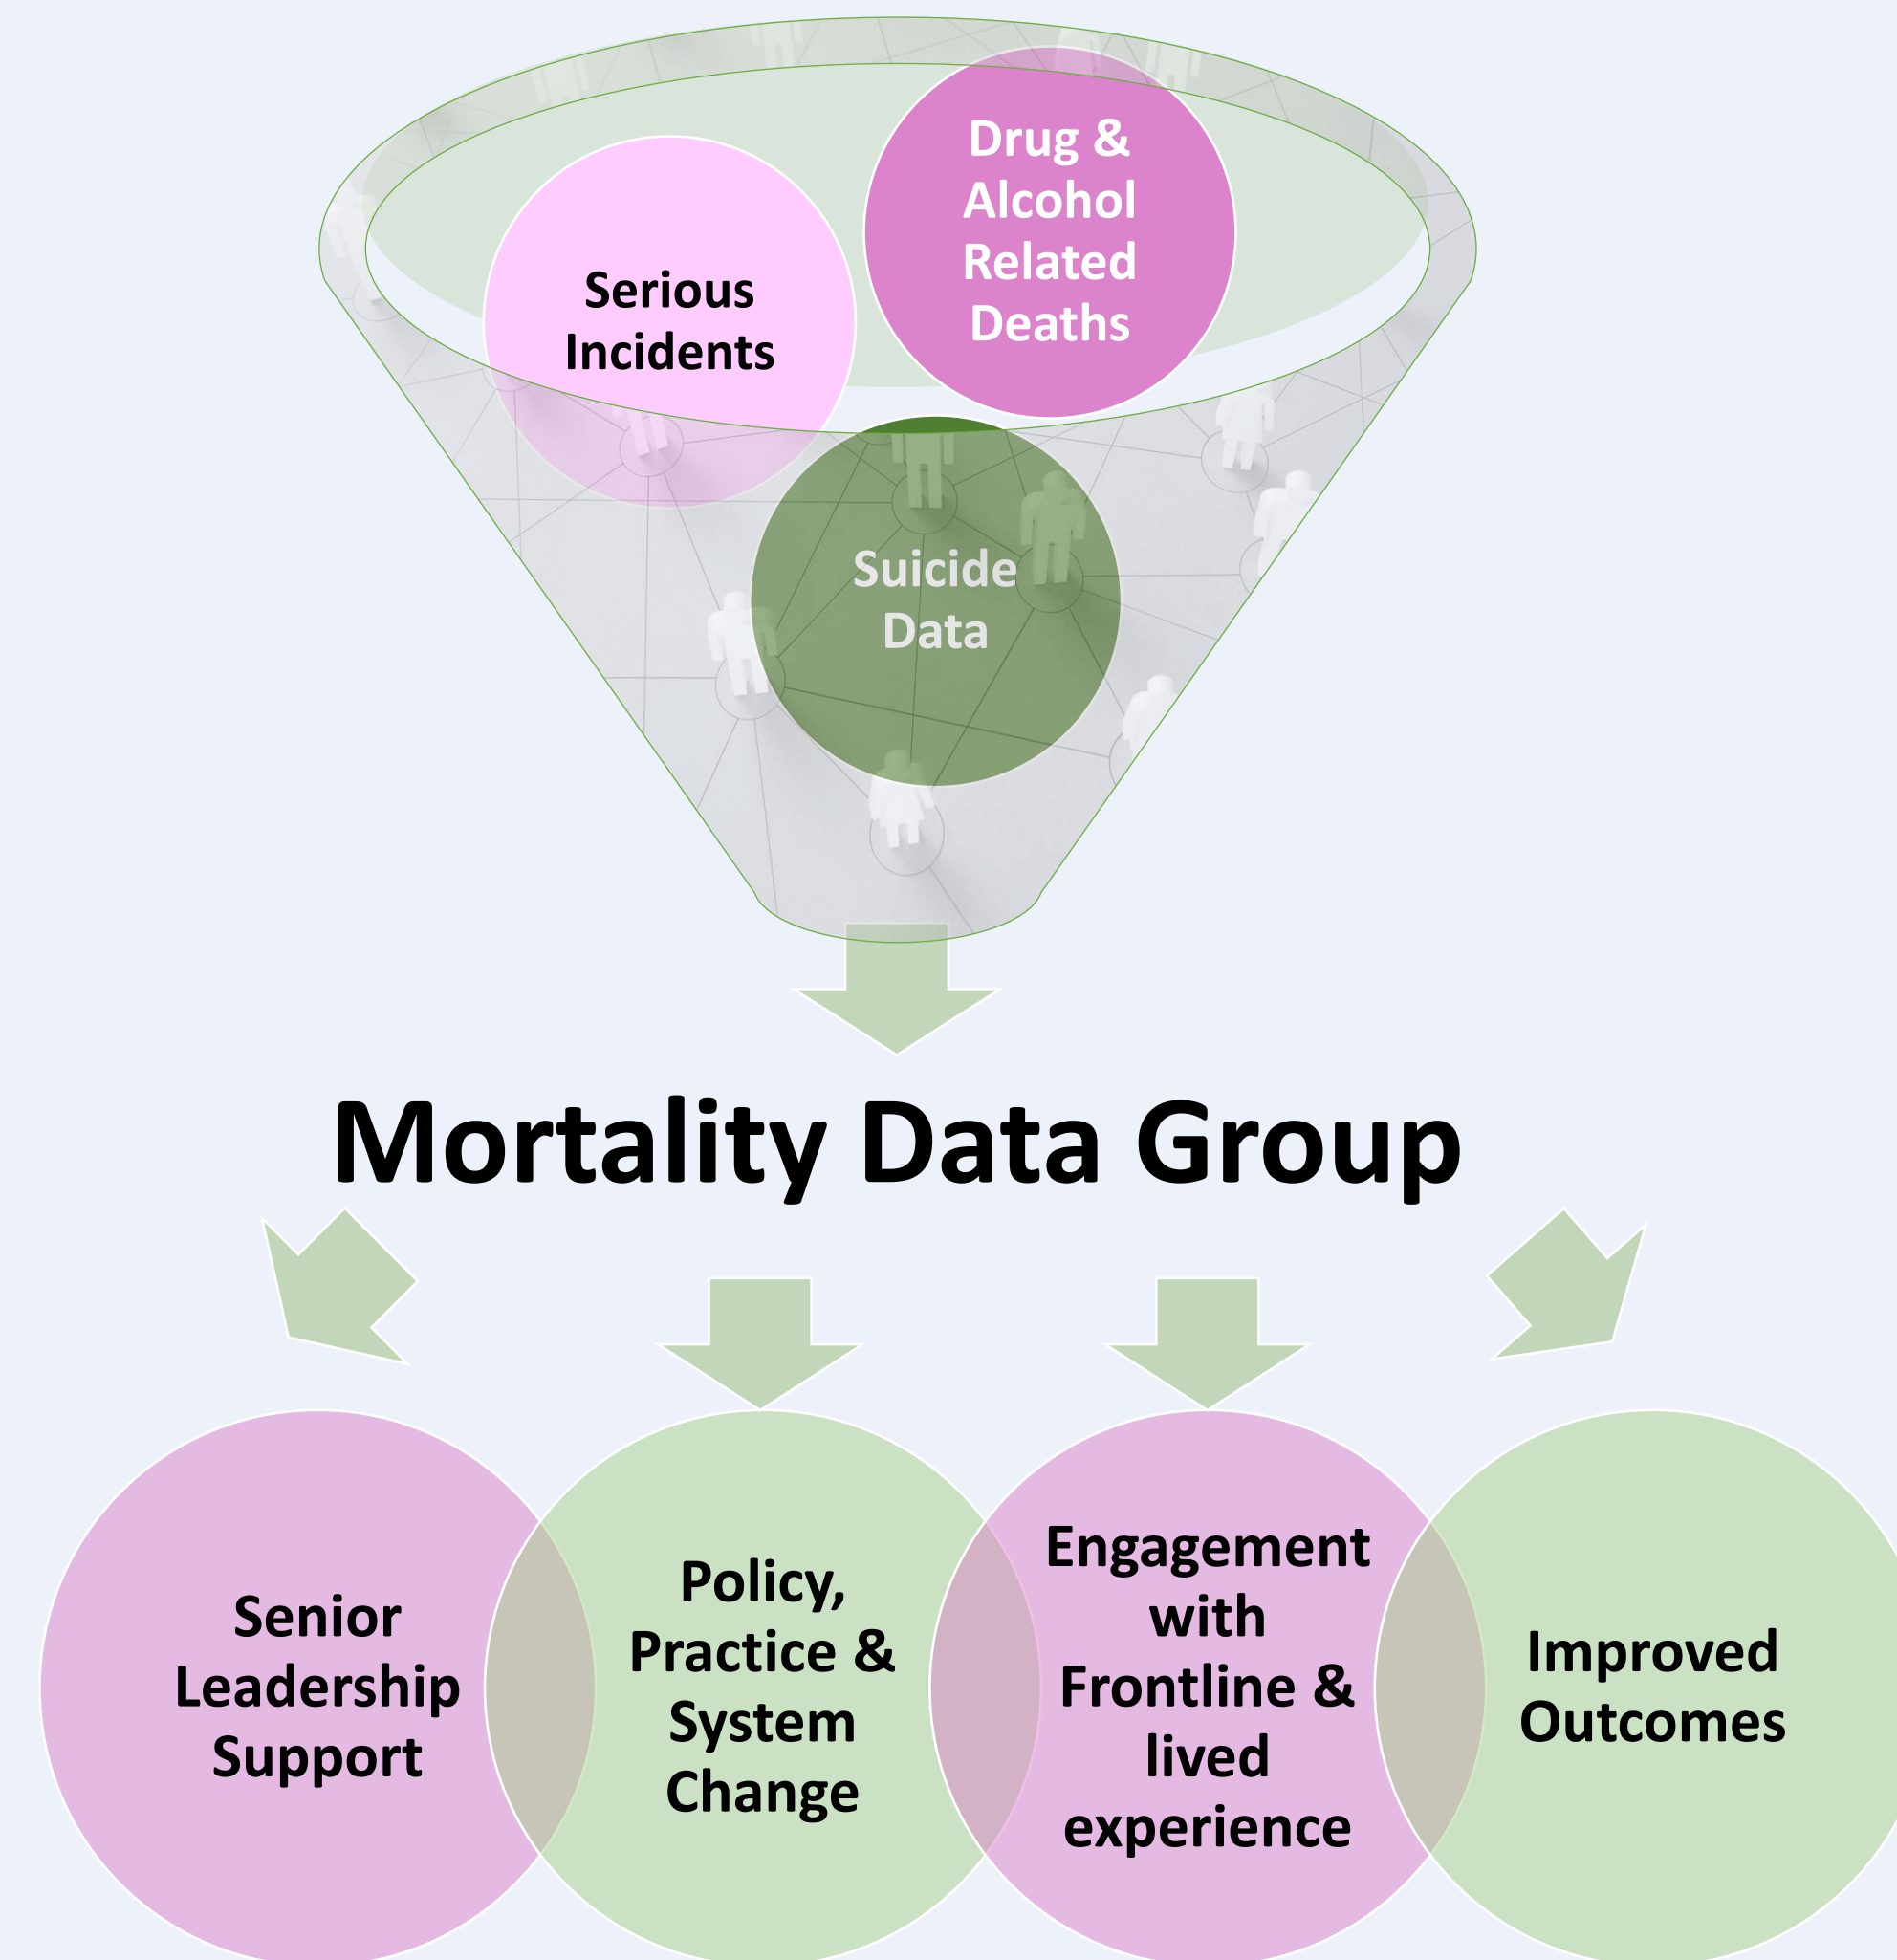 Drug &
Alcohol
Related
Deaths
Serious
Incidents
Suicide
Data
Mortality Data Group
Senior
Leadership
Support
Policy,
Practice &
System
Change
Engagement
with
Frontline &
lived
experience
Improved
Outcomes